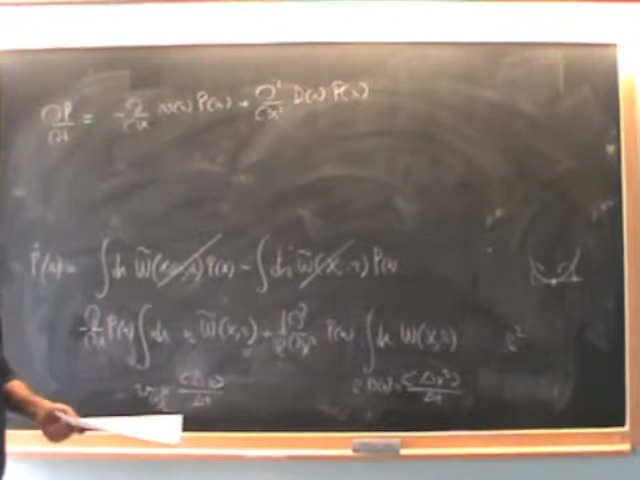 ∂P/∂t = -∂/∂x v(x) P(x) + ∂²/∂x² D(x) P(x)
Ṗ(x) = ∫dr W̃(x, r) P(x) - ∫dr W̃(x, -r) P(x)
-∂/∂x P(x) ∫dr r W̃(x, r) + 1/2 ∂²/∂x² P(x) ∫dr W(x, r) r²
⟨Δx⟩/Δt 2D(x) = ⟨Δx²⟩/Δt